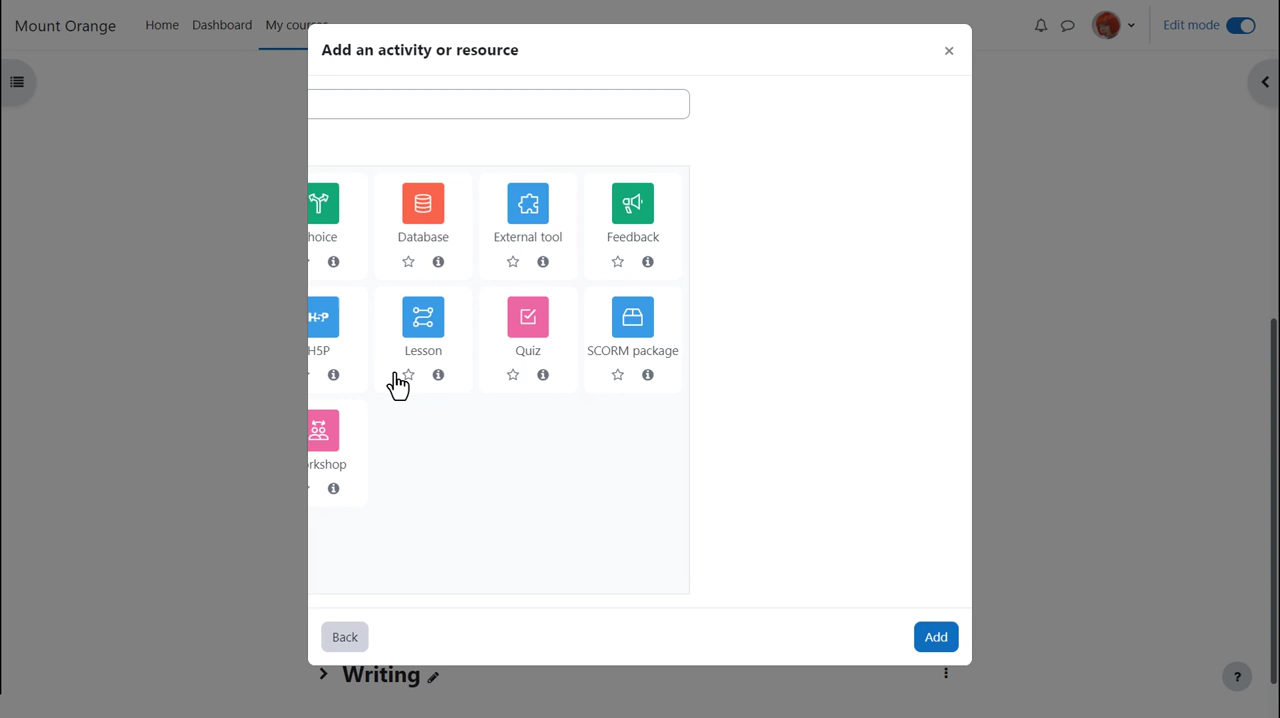 Mount Orange
Home
Dashboard
My cours
Edit mode
Add an activity or resource
×
hoice
Database
External tool
Feedback
H-P
H5P
Lesson
Quiz
SCORM package
rkshop
Back
Add
Writing
?